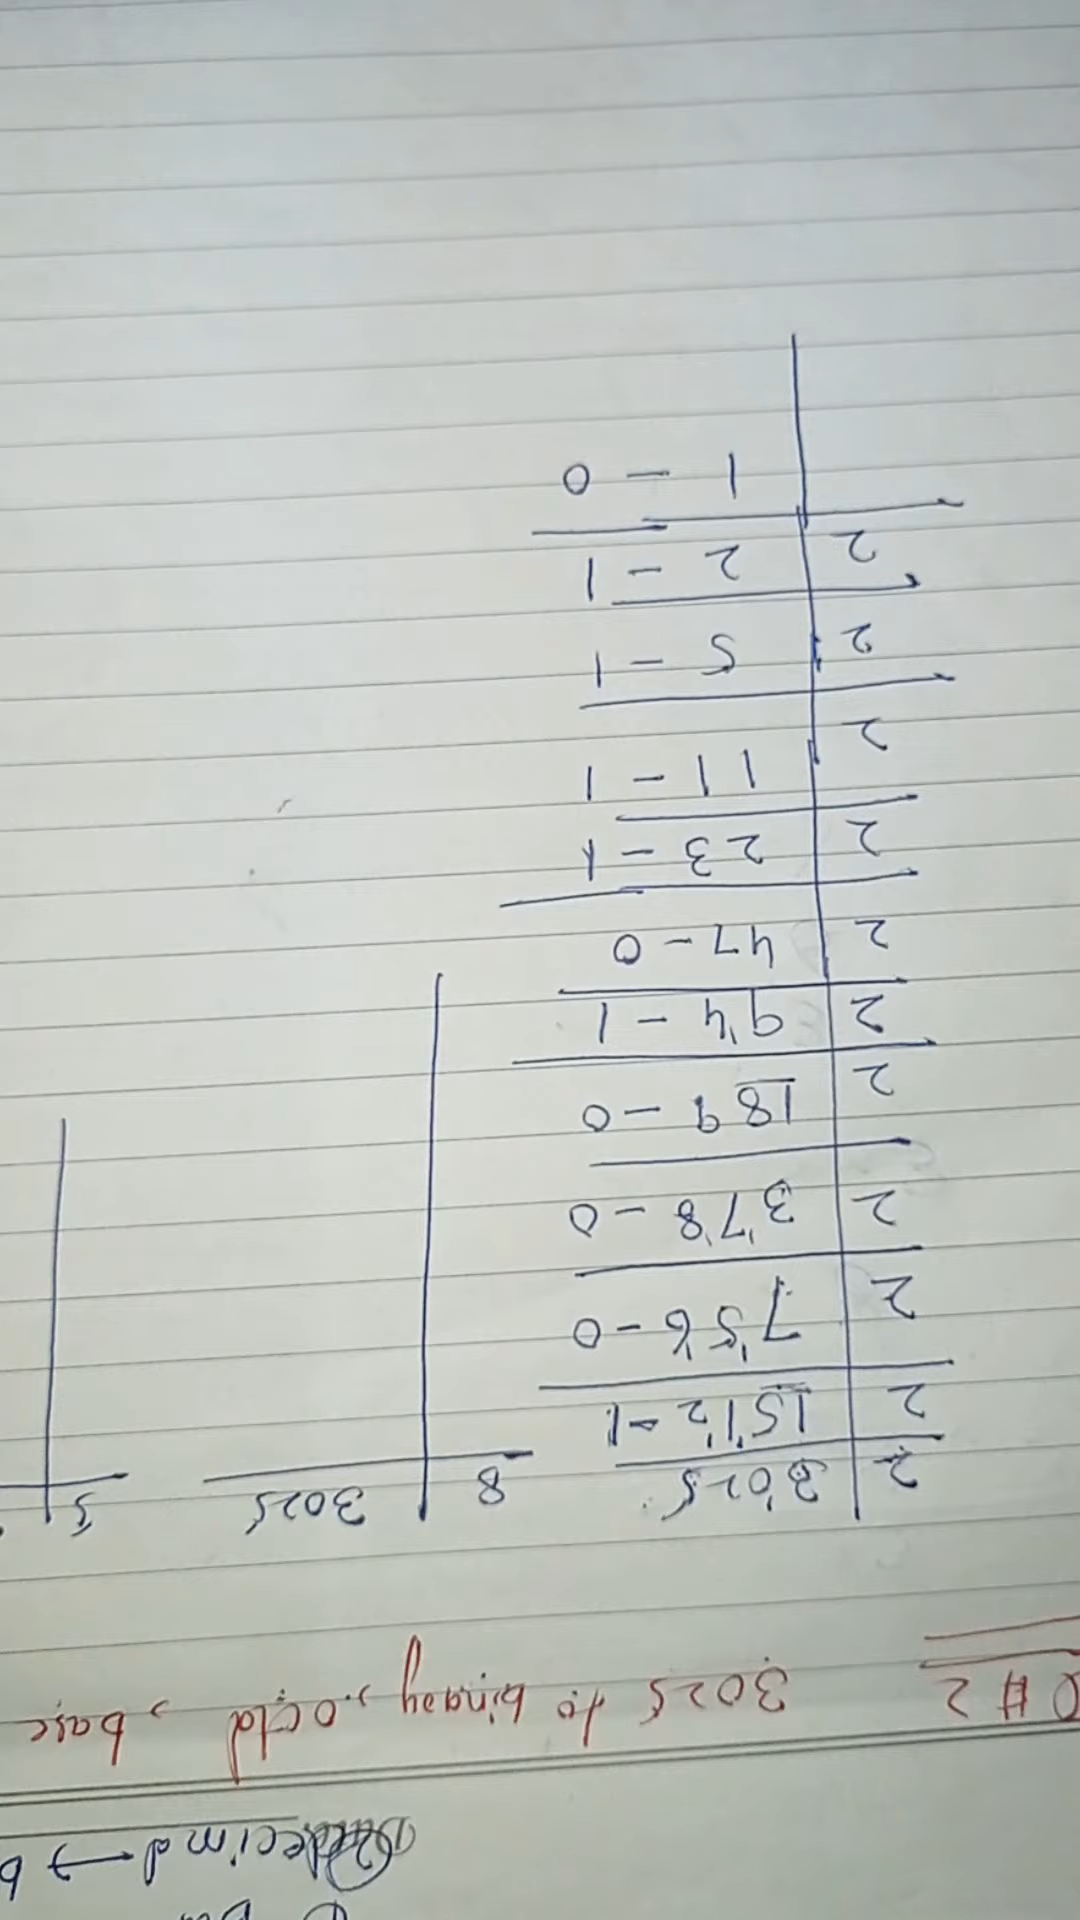 decimal → b
Q # 2 3025 to binary, octal, base
2 3025 8 3025 5
2 1512 - 1
2 756 - 0
2 378 - 0
2 189 - 0
2 94 - 1
2 47 - 0
2 23 - 1
2 11 - 1
2 5 - 1
2 2 - 1
1 - 0